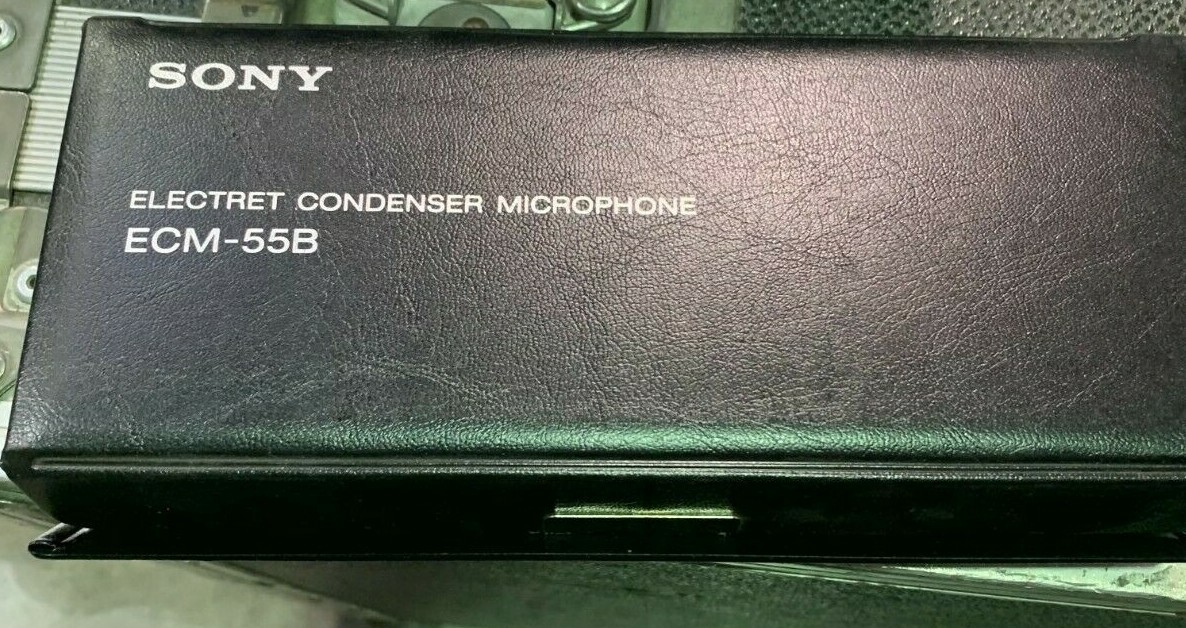 SONY
ELECTRET CONDENSER MICROPHONE
ECM-55B